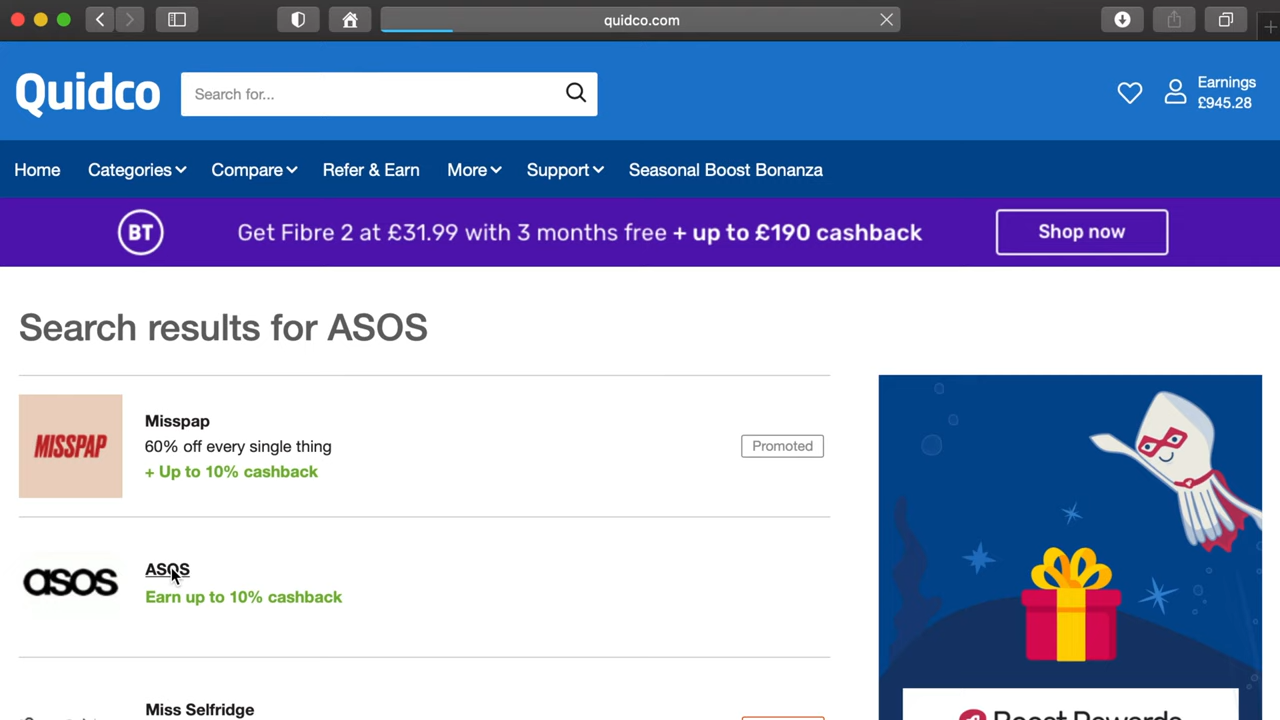 quidco.com
Quidco
Search for...
Earnings
£945.28
Home Categories Compare Refer & Earn More Support Seasonal Boost Bonanza
BT Get Fibre 2 at £31.99 with 3 months free + up to £190 cashback Shop now
Search results for ASOS
MISSPAP
Misspap
60% off every single thing
+ Up to 10% cashback
Promoted
asos
ASOS
Earn up to 10% cashback
Miss Selfridge
Boost Rewards